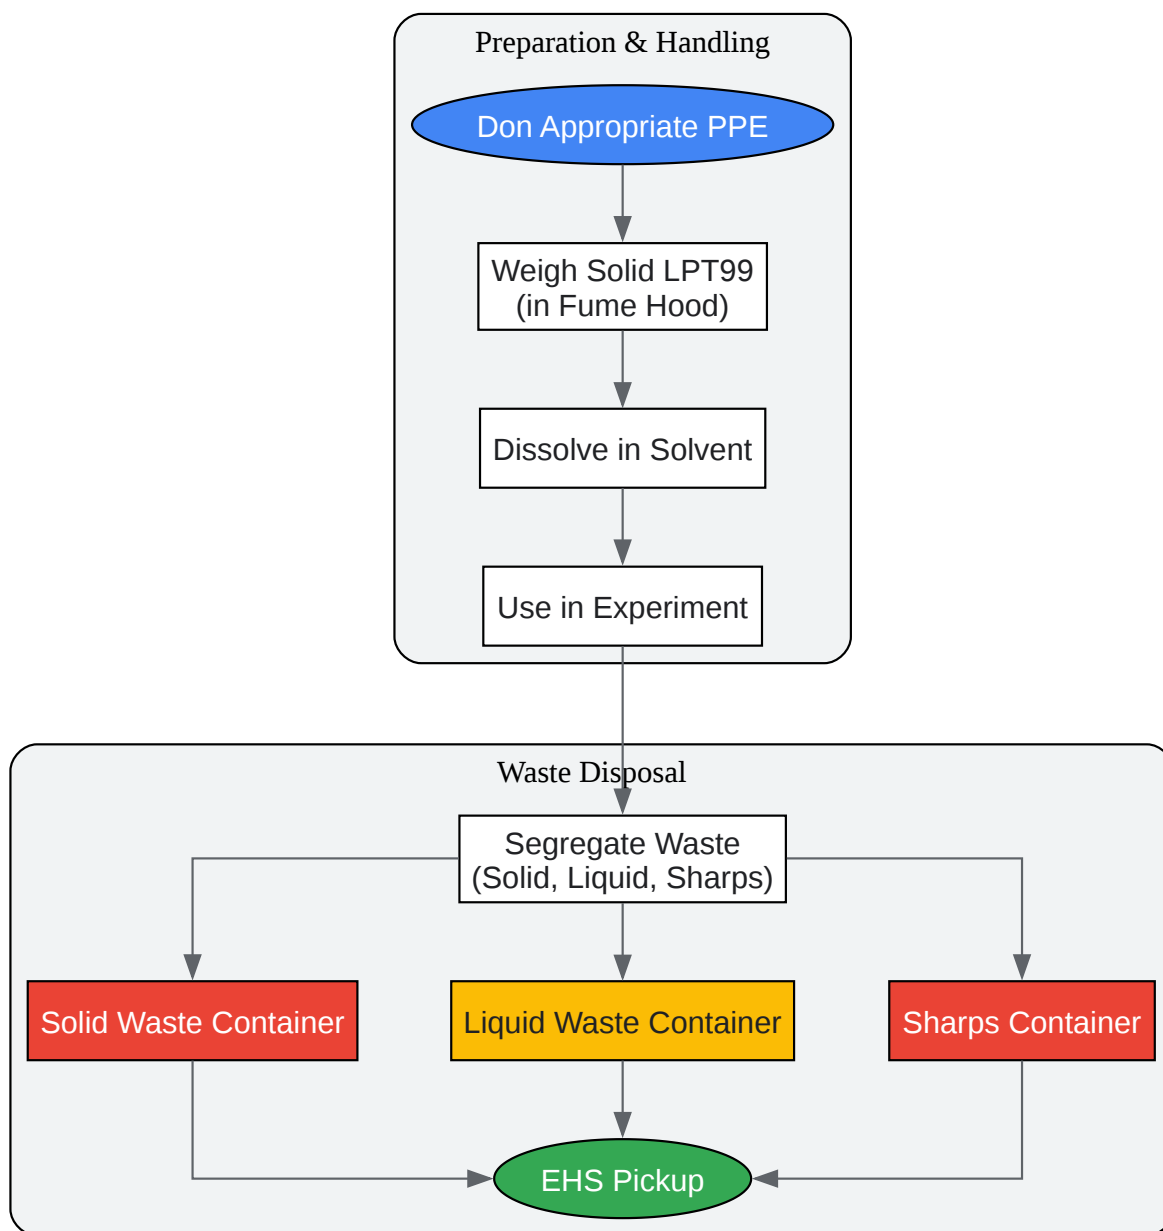 Preparation & Handling
Don Appropriate PPE
Weigh Solid LPT99
(in Fume Hood)
Dissolve in Solvent
Use in Experiment
Waste Disposal
Segregate Waste
(Solid, Liquid, Sharps)
Solid Waste Container
Liquid Waste Container
Sharps Container
EHS Pickup